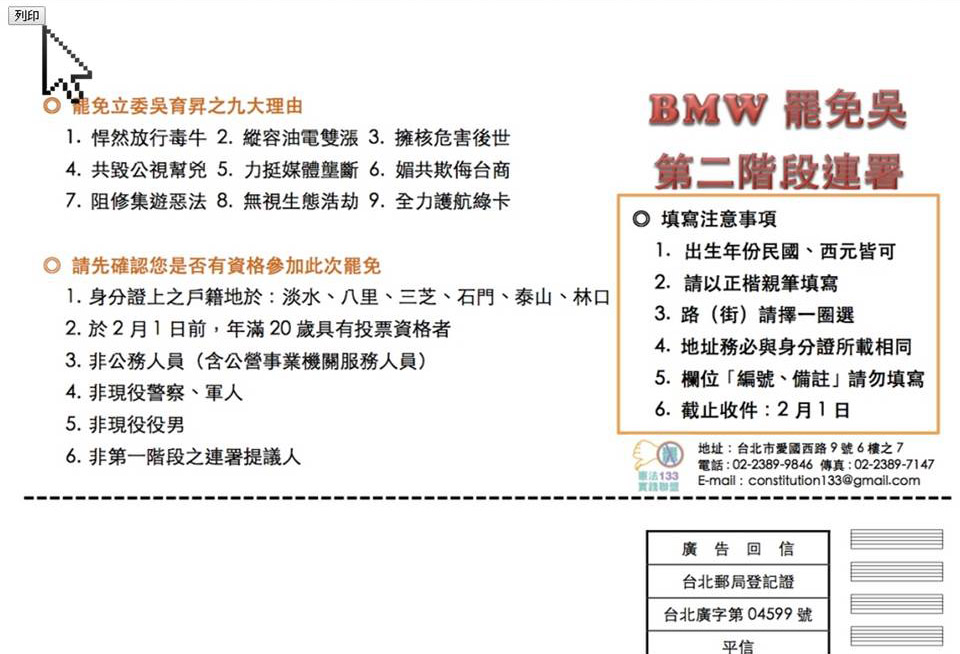 列印
◎ 罷免立委吳育昇之九大理由
1. 悍然放行毒牛 2. 縱容油電雙漲 3. 擁核危害後世
4. 共毀公視幫兇 5. 力挺媒體壟斷 6. 媚共欺侮台商
7. 阻修集遊惡法 8. 無視生態浩劫 9. 全力護航綠卡
◎ 請先確認您是否有資格參加此次罷免
1. 身分證上之戶籍地於：淡水、八里、三芝、石門、泰山、林口
2. 於 2 月 1 日前，年滿 20 歲具有投票資格者
3. 非公務人員（含公營事業機關服務人員）
4. 非現役警察、軍人
5. 非現役役男
6. 非第一階段之連署提議人
BMW 罷免吳
第二階段連署
◎ 填寫注意事項
1. 出生年份民國、西元皆可
2. 請以正楷親筆填寫
3. 路（街）請擇一圈選
4. 地址務必與身分證所載相同
5. 欄位「編號、備註」請勿填寫
6. 截止收件：2 月 1 日
憲法133
實踐聯盟
地址：台北市愛國西路 9 號 6 樓之 7
電話：02-2389-9846 傳真：02-2389-7147
E-mail：constitution133@gmail.com
廣 告 回 信
台北郵局登記證
台北廣字第 04599 號
平信